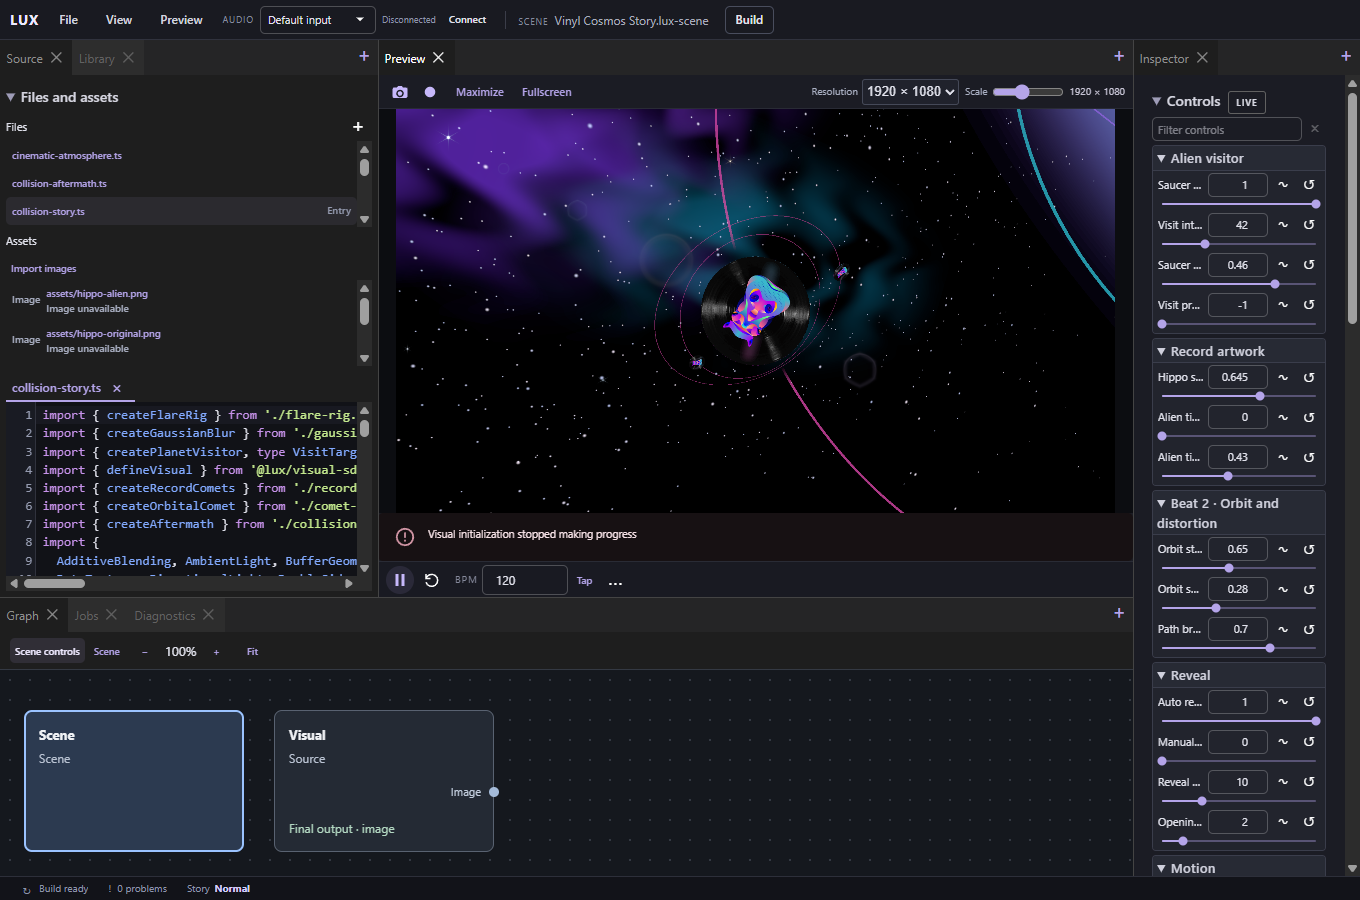 LUX File View Preview AUDIO Default input Disconnected Connect SCENE Vinyl Cosmos Story.lux-scene Build
Source Library
Files and assets
Files
cinematic-atmosphere.ts
collision-aftermath.ts
collision-story.ts Entry
Assets
Import images
Image assets/hippo-alien.png
Image unavailable
Image assets/hippo-original.png
Image unavailable
collision-story.ts
1 import { createFlareRig } from './flare-rig.
2 import { createGaussianBlur } from './gaussi
3 import { createPlanetVisitor, type VisitTarg
4 import { defineVisual } from '@lux/visual-sd
5 import { createRecordComets } from './record
6 import { createOrbitalComet } from './comet-
7 import { createAftermath } from './collision
8 import {
9 AdditiveBlending, AmbientLight, BufferGeom
Preview
Maximize Fullscreen Resolution 1920 × 1080 Scale 1920 × 1080
Visual initialization stopped making progress
BPM 120 Tap ...
Graph Jobs Diagnostics
Scene controls Scene − 100% + Fit
Scene
Scene
Visual
Source
Image
Final output · image
Inspector
Controls LIVE
Filter controls
Alien visitor
Saucer ... 1
Visit int... 42
Saucer ... 0.46
Visit pr... -1
Record artwork
Hippo s... 0.645
Alien ti... 0
Alien ti... 0.43
Beat 2 · Orbit and
distortion
Orbit st... 0.65
Orbit s... 0.28
Path br... 0.7
Reveal
Auto re... 1
Manual... 0
Reveal ... 10
Openin... 2
Motion
Build ready ! 0 problems Story Normal